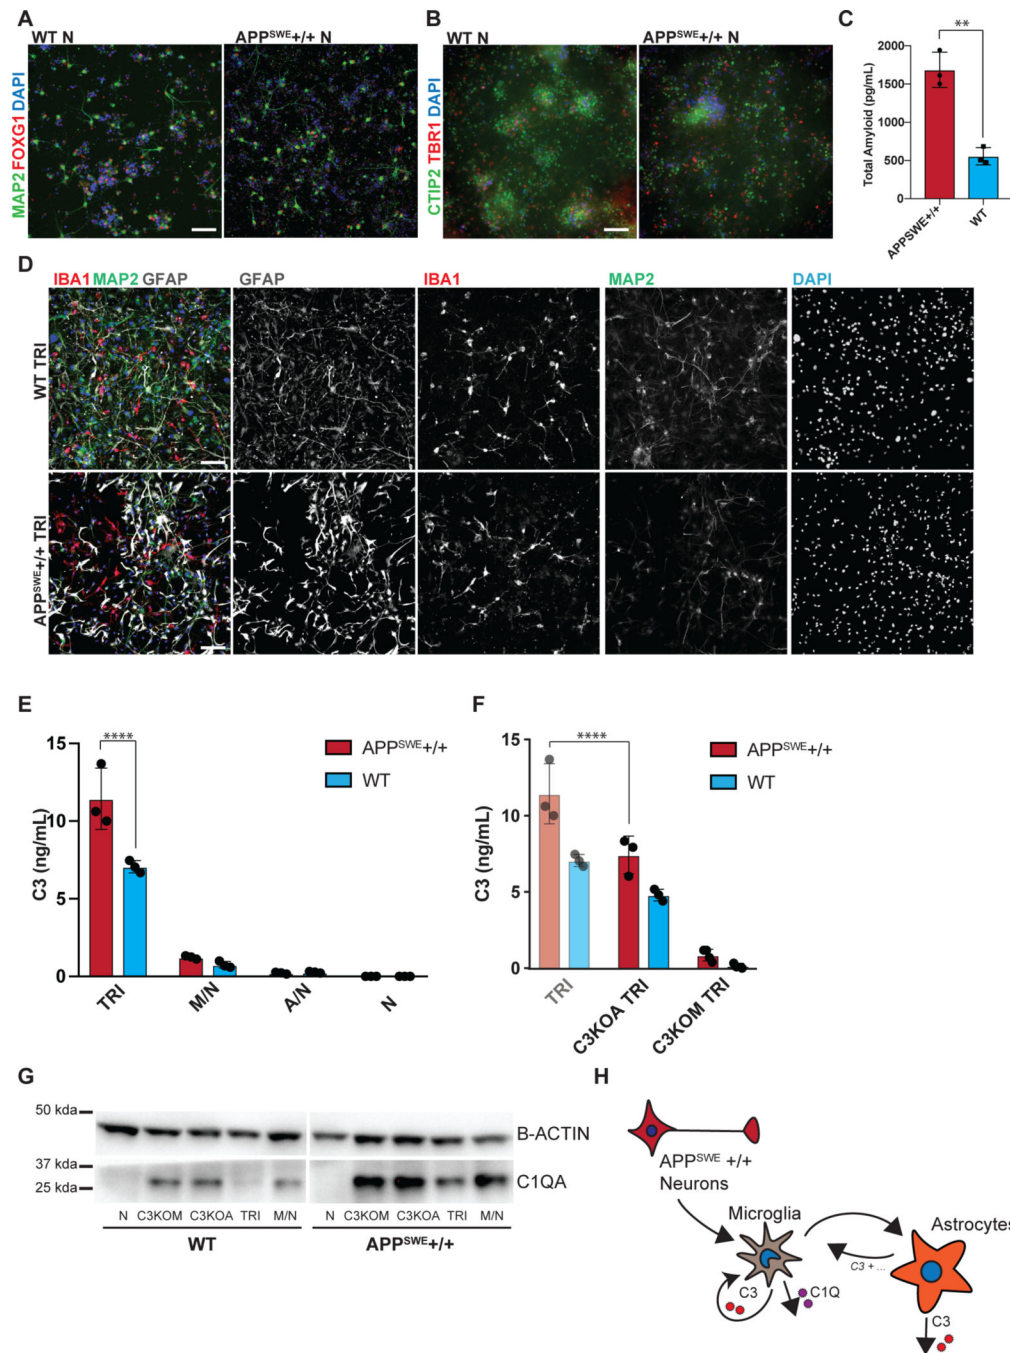 A
WT N
APPSWE+/+ N
MAP2 FOXG1 DAPI
B
WT N
APPSWE+/+ N
CTIP2 TBR1 DAPI
C
**
Total Amyloid (pg/mL)
2000
1500
1000
500
0
APPSWE+/+
WT
D
IBA1 MAP2 GFAP
GFAP
IBA1
MAP2
DAPI
WT TRI
APPSWE+/+ TRI
E
****
APPSWE+/+
WT
C3 (ng/mL)
15
10
5
0
TRI
M/N
A/N
N
F
****
APPSWE+/+
WT
C3 (ng/mL)
15
10
5
0
TRI
C3KOA TRI
C3KOM TRI
G
50 kda
B-ACTIN
37 kda
25 kda
C1QA
N C3KOM C3KOA TRI M/N
N C3KOM C3KOA TRI M/N
WT
APPSWE+/+
H
APPSWE +/+
Neurons
Microglia
Astrocytes
C3 + ...
C3
C1Q
C3